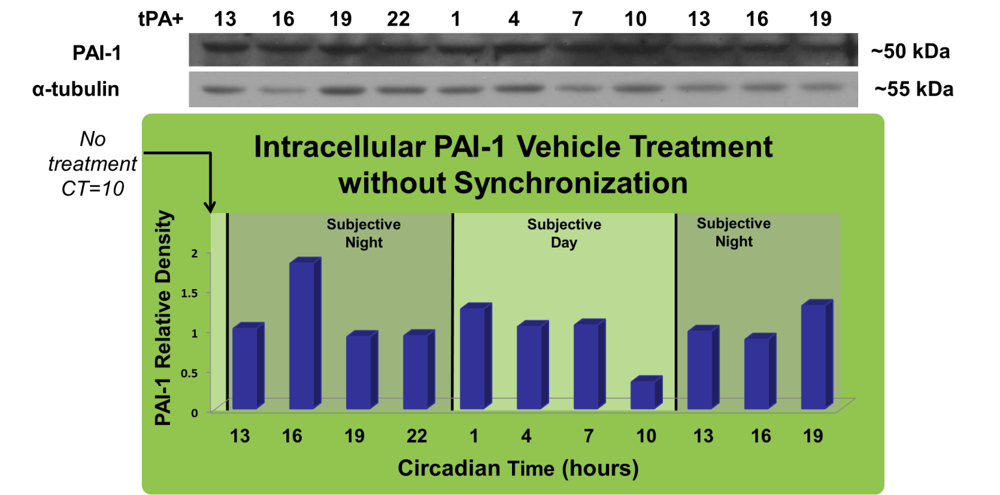 tPA+ 13 16 19 22 1 4 7 10 13 16 19
PAI-1 ~50 kDa
α-tubulin ~55 kDa
No
treatment
CT=10
Intracellular PAI-1 Vehicle Treatment
without Synchronization
PAI-1 Relative Density
Subjective
Night
Subjective
Day
Subjective
Night
2
1.5
1
0.5
0
13 16 19 22 1 4 7 10 13 16 19
Circadian Time (hours)